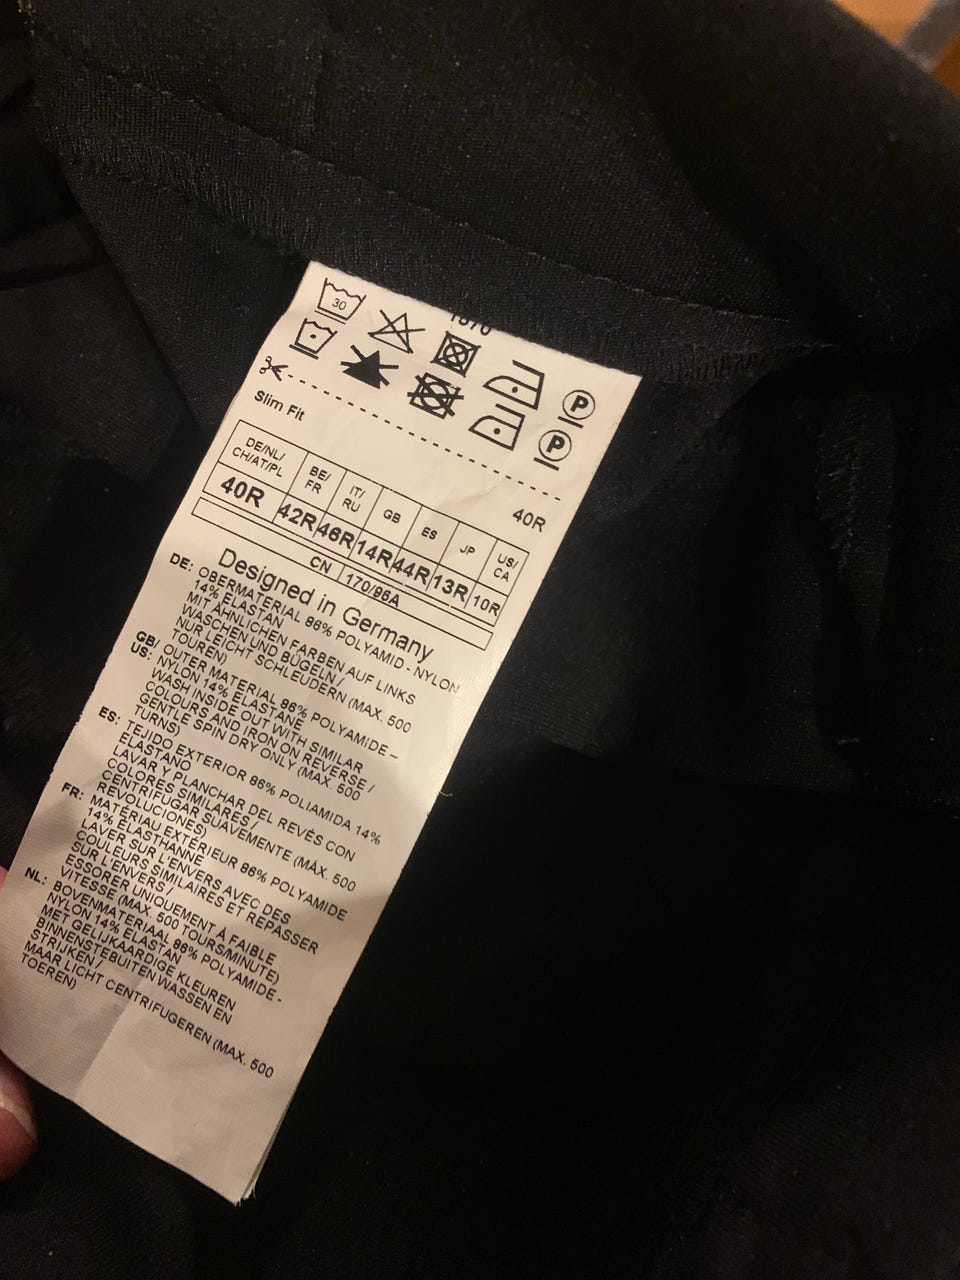 30
P
P
Slim Fit
40R
DE/NL/
CH/AT/PL
BE/
FR
IT/
RU
GB
ES
JP
US/
CA
40R
42R
46R
14R
44R
13R
10R
CN
170/96A
Designed in Germany
DE: OBERMATERIAL 86% POLYAMID - NYLON
14% ELASTAN
MIT ÄHNLICHEN FARBEN AUF LINKS
WASCHEN UND BÜGELN /
NUR LEICHT SCHLEUDERN (MAX. 500
TOUREN)
GB/
US: OUTER MATERIAL 86% POLYAMIDE –
NYLON 14% ELASTANE
WASH INSIDE OUT WITH SIMILAR
COLOURS AND IRON ON REVERSE /
GENTLE SPIN DRY ONLY (MAX. 500
TURNS)
ES: TEJIDO EXTERIOR 86% POLIAMIDA 14%
ELASTANO
LAVAR Y PLANCHAR DEL REVÉS CON
COLORES SIMILARES /
CENTRIFUGAR SUAVEMENTE (MÁX. 500
REVOLUCIONES)
FR: MATÉRIAU EXTÉRIEUR 86% POLYAMIDE
14% ÉLASTHANNE
LAVER SUR L'ENVERS AVEC DES
COULEURS SIMILAIRES ET REPASSER
SUR L'ENVERS /
ESSORER UNIQUEMENT À FAIBLE
VITESSE (MAX. 500 TOURS/MINUTE)
NL: BOVENMATERIAAL 86% POLYAMIDE -
NYLON 14% ELASTAN
MET GELIJKAARDIGE KLEUREN
BINNENSTEBUITEN WASSEN EN
STRIJKEN /
MAAR LICHT CENTRIFUGEREN (MAX. 500
TOEREN)